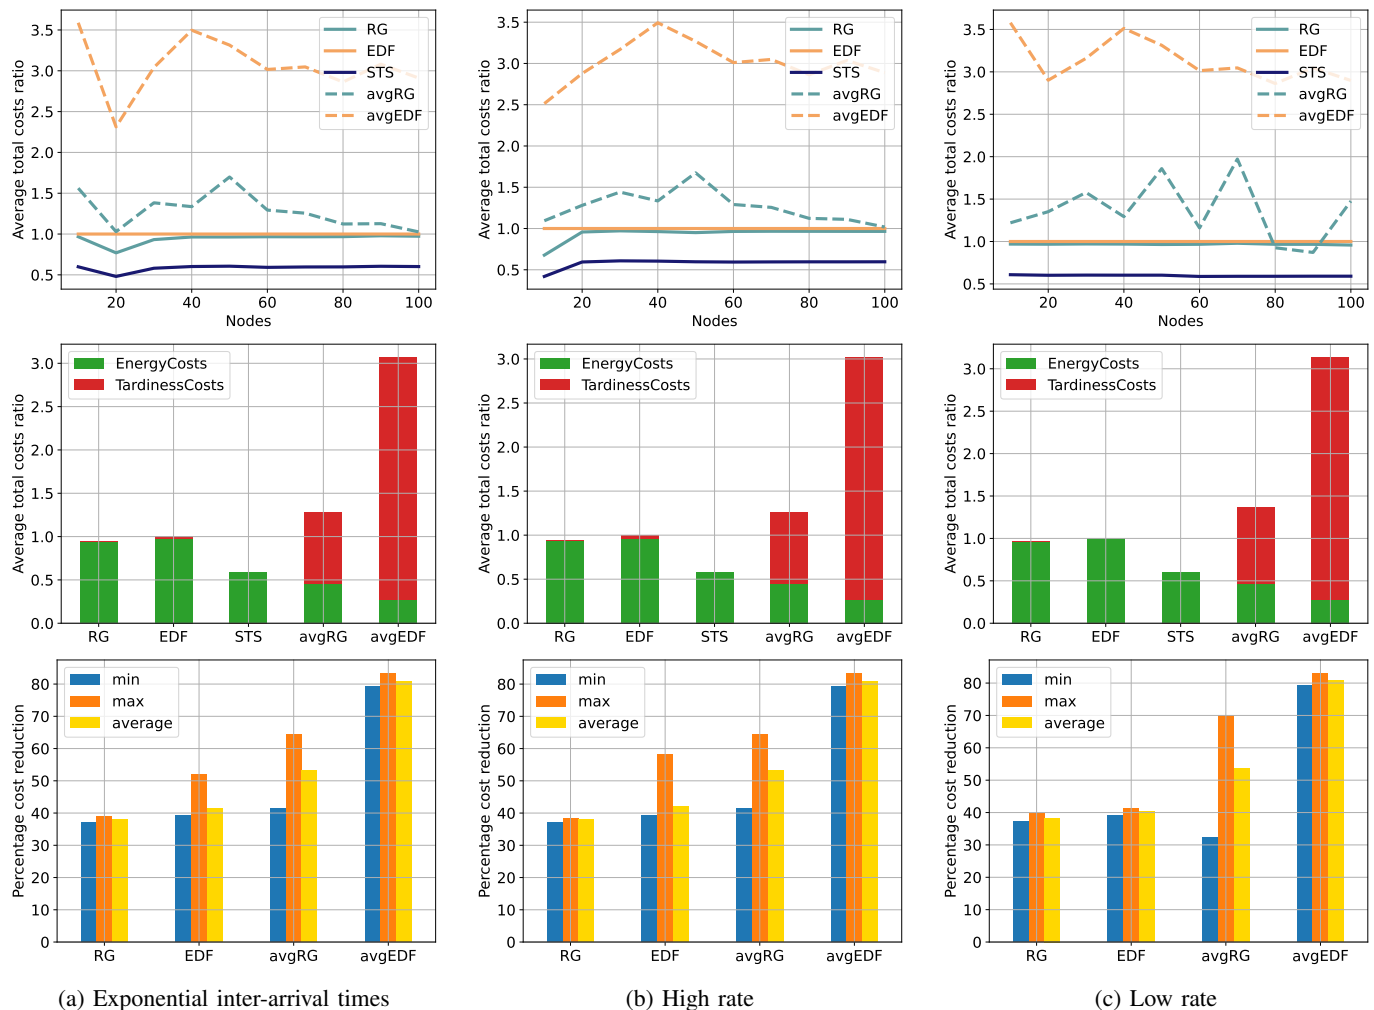 Average total costs ratio
3.5
3.0
2.5
2.0
1.5
1.0
0.5
20
40
60
80
100
Nodes
RG
EDF
STS
avgRG
avgEDF
Average total costs ratio
3.5
3.0
2.5
2.0
1.5
1.0
0.5
20
40
60
80
100
Nodes
RG
EDF
STS
avgRG
avgEDF
Average total costs ratio
3.5
3.0
2.5
2.0
1.5
1.0
0.5
20
40
60
80
100
Nodes
RG
EDF
STS
avgRG
avgEDF
Average total costs ratio
3.0
2.5
2.0
1.5
1.0
0.5
0.0
EnergyCosts
TardinessCosts
RG
EDF
STS
avgRG
avgEDF
Average total costs ratio
3.0
2.5
2.0
1.5
1.0
0.5
0.0
EnergyCosts
TardinessCosts
RG
EDF
STS
avgRG
avgEDF
Average total costs ratio
3.0
2.5
2.0
1.5
1.0
0.5
0.0
EnergyCosts
TardinessCosts
RG
EDF
STS
avgRG
avgEDF
Percentage cost reduction
80
70
60
50
40
30
20
10
0
min
max
average
RG
EDF
avgRG
avgEDF
Percentage cost reduction
80
70
60
50
40
30
20
10
0
min
max
average
RG
EDF
avgRG
avgEDF
Percentage cost reduction
80
70
60
50
40
30
20
10
0
min
max
average
RG
EDF
avgRG
avgEDF
(a) Exponential inter-arrival times
(b) High rate
(c) Low rate